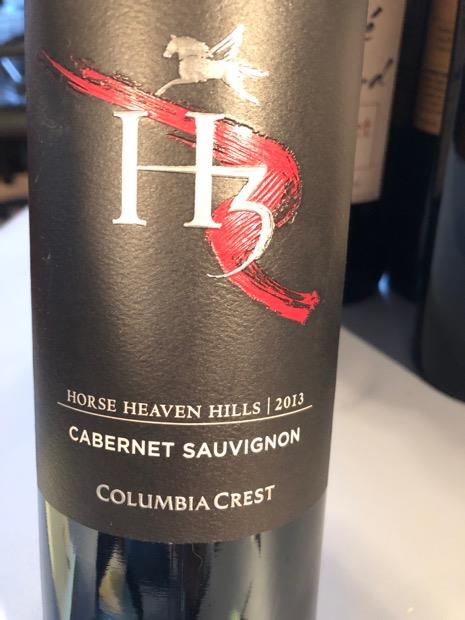 H3
HORSE HEAVEN HILLS | 2013
CABERNET SAUVIGNON
COLUMBIA CREST